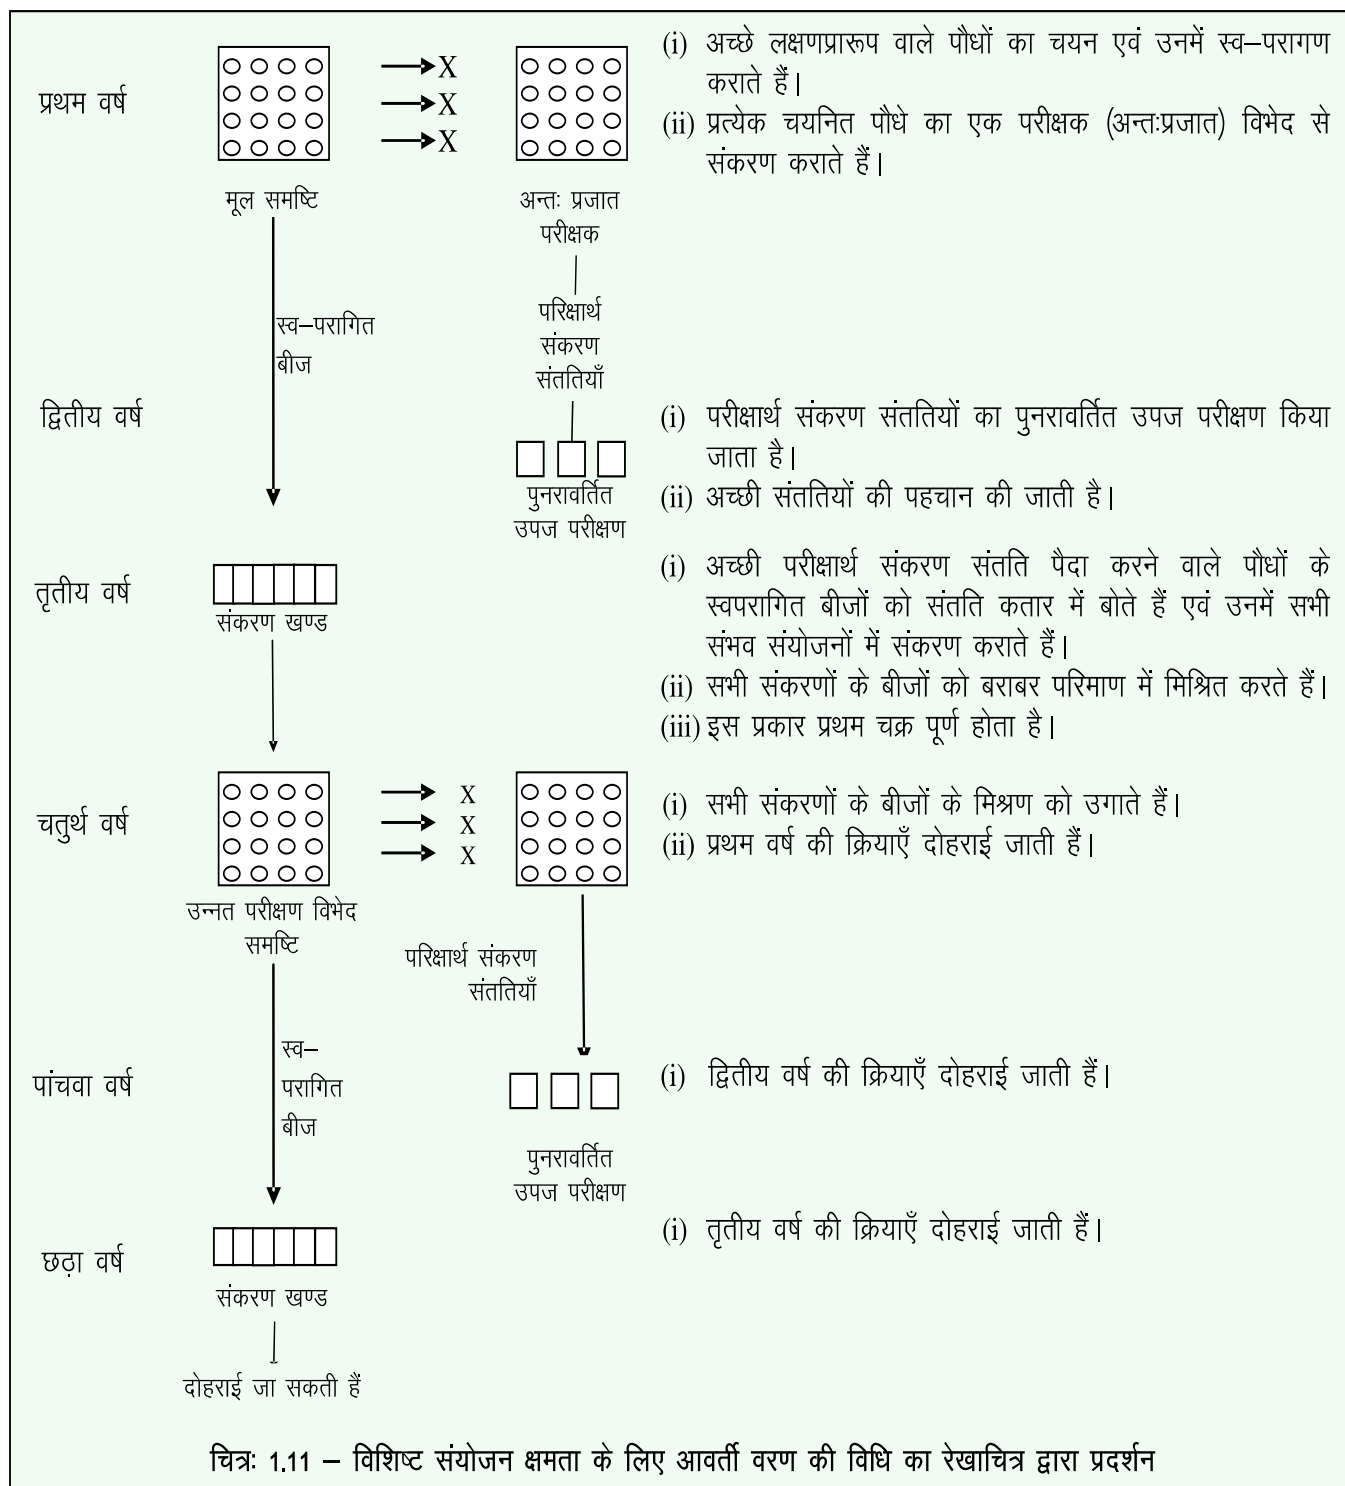 (i) अच्छे लक्षणप्रारूप वाले पौधों का चयन एवं उनमें स्व–परागण
कराते हैं।
प्रथम वर्ष
X
X
X
(ii) प्रत्येक चयनित पौधे का एक परीक्षक (अन्तःप्रजात) विभेद से
संकरण कराते हैं।
मूल समष्टि
अन्तः प्रजात
परीक्षक
स्व–परागित
बीज
परिक्षार्थ
संकरण
संततियाँ
द्वितीय वर्ष
(i) परीक्षार्थ संकरण संततियों का पुनरावर्तित उपज परीक्षण किया
जाता है।
(ii) अच्छी संततियों की पहचान की जाती है।
पुनरावर्तित
उपज परीक्षण
तृतीय वर्ष
संकरण खण्ड
(i) अच्छी परीक्षार्थ संकरण संतति पैदा करने वाले पौधों के
स्वपरागित बीजों को संतति कतार में बोते हैं एवं उनमें सभी
संभव संयोजनों में संकरण कराते हैं।
(ii) सभी संकरणों के बीजों को बराबर परिमाण में मिश्रित करते हैं।
(iii) इस प्रकार प्रथम चक्र पूर्ण होता है।
चतुर्थ वर्ष
X
X
X
(i) सभी संकरणों के बीजों के मिश्रण को उगाते हैं।
(ii) प्रथम वर्ष की क्रियाएँ दोहराई जाती हैं।
उन्नत परीक्षण विभेद
समष्टि
परिक्षार्थ संकरण
संततियाँ
स्व–
परागित
बीज
पांचवा वर्ष
(i) द्वितीय वर्ष की क्रियाएँ दोहराई जाती हैं।
पुनरावर्तित
उपज परीक्षण
छठ़ा वर्ष
(i) तृतीय वर्ष की क्रियाएँ दोहराई जाती हैं।
संकरण खण्ड
दोहराई जा सकती हैं
चित्रः 1.11 – विशिष्ट संयोजन क्षमता के लिए आवर्ती वरण की विधि का रेखाचित्र द्वारा प्रदर्शन